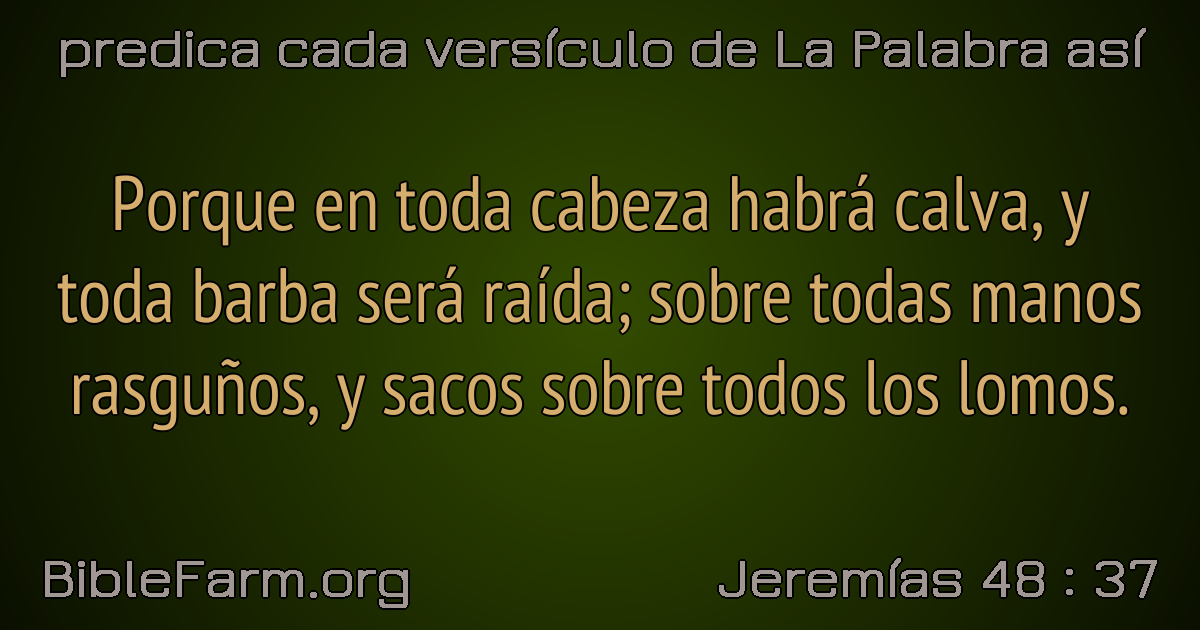 predica cada versículo de La Palabra así
Porque en toda cabeza habrá calva, y
toda barba será raída; sobre todas manos
rasguños, y sacos sobre todos los lomos.
BibleFarm.org
Jeremías 48 : 37